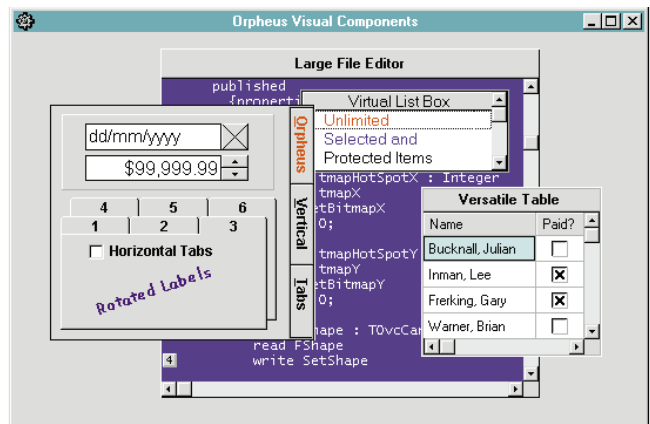 Orpheus Visual Components
Large File Editor
published
{properti
Virtual List Box
Unlimited
Selected and
Protected Items
dd/mm/yyyy
$99,999.99
Orpheus
Vertical
Tabs
4 5 6
1 2 3
Horizontal Tabs
Rotated Labels
tmapHotSpotX : Integer
tmapX
etBitmapX
0;
tmapHotSpotY
tmapY
etBitmapY
0;
hape : TOvcCar
read FShape
4 write SetShape
Versatile Table
Name Paid?
Bucknall, Julian
Inman, Lee
Frerking, Gary
Warner, Brian